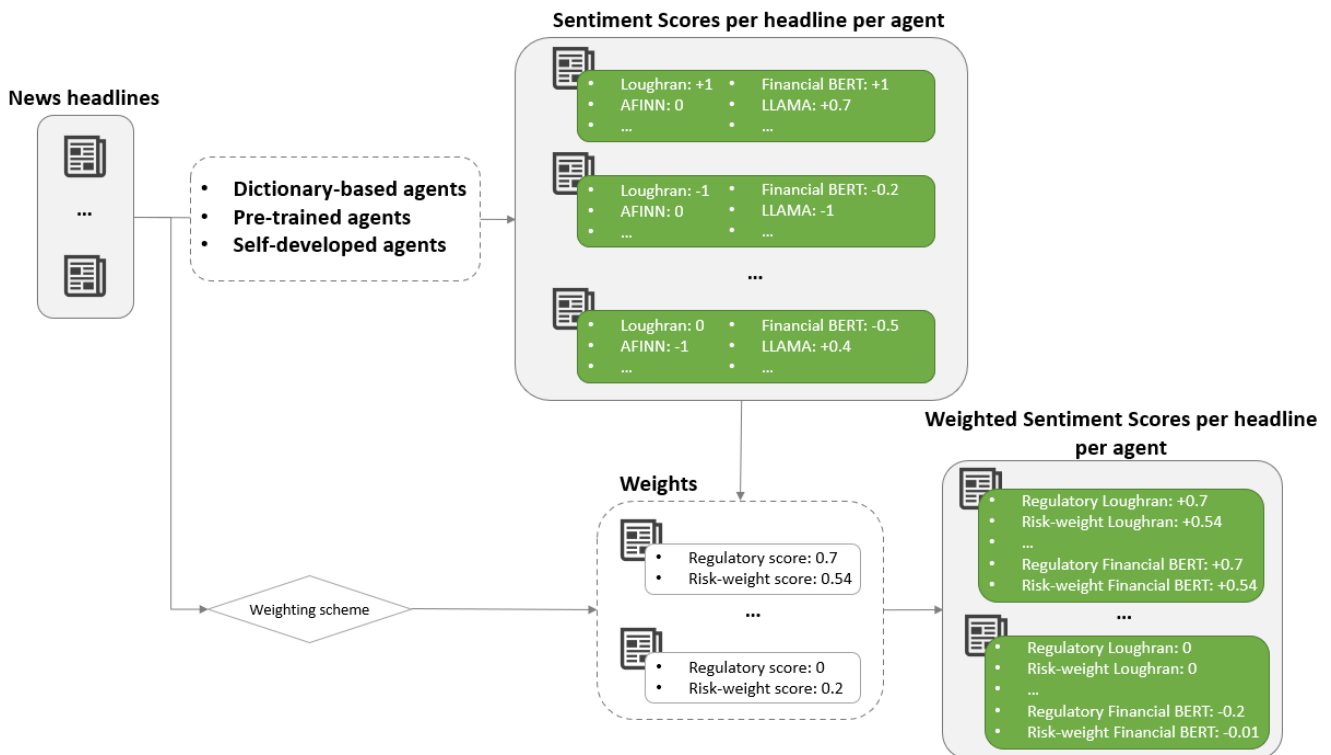 Sentiment Scores per headline per agent
News headlines
...
• Dictionary-based agents
• Pre-trained agents
• Self-developed agents
• Loughran: +1
• AFINN: 0
• ...
• Financial BERT: +1
• LLAMA: +0.7
• ...
• Loughran: -1
• AFINN: 0
• ...
• Financial BERT: -0.2
• LLAMA: -1
• ...
...
• Loughran: 0
• AFINN: -1
• ...
• Financial BERT: -0.5
• LLAMA: +0.4
• ...
Weighting scheme
Weights
• Regulatory score: 0.7
• Risk-weight score: 0.54
...
• Regulatory score: 0
• Risk-weight score: 0.2
Weighted Sentiment Scores per headline
per agent
• Regulatory Loughran: +0.7
• Risk-weight Loughran: +0.54
• ...
• Regulatory Financial BERT: +0.7
• Risk-weight Financial BERT: +0.54
...
• Regulatory Loughran: 0
• Risk-weight Loughran: 0
• ...
• Regulatory Financial BERT: -0.2
• Risk-weight Financial BERT: -0.01